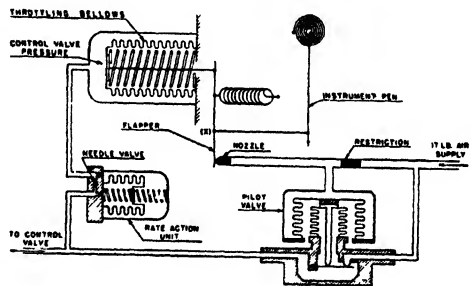 THROTTLING BELLOWS
CONTROL VALVE
PRESSURE
INSTRUMENT PEN
(X)
FLAPPER
NOZZLE
RESTRICTION
17 LB. AIR
SUPPLY
NEEDLE VALVE
PILOT
VALVE
RATE ACTION
UNIT
TO CONTROL
VALVE